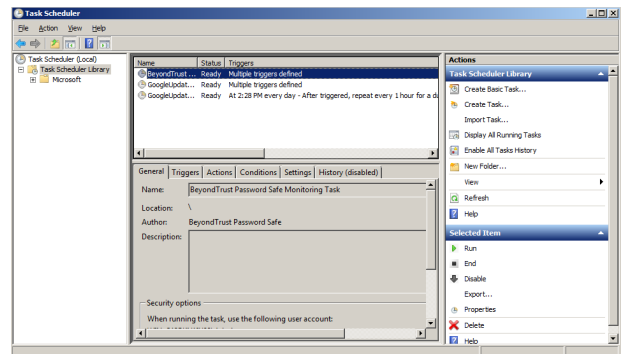 Task Scheduler
File Action View Help
Task Scheduler (Local)
Task Scheduler Library
Microsoft
Name Status Triggers
BeyondTrust ... Ready Multiple triggers defined
GoogleUpdat... Ready Multiple triggers defined
GoogleUpdat... Ready At 2:28 PM every day - After triggered, repeat every 1 hour for a d
General Triggers Actions Conditions Settings History (disabled)
Name: BeyondTrust Password Safe Monitoring Task
Location: \
Author: BeyondTrust Password Safe
Description:
Security options
When running the task, use the following user account:
Actions
Task Scheduler Library
Create Basic Task...
Create Task...
Import Task...
Display All Running Tasks
Enable All Tasks History
New Folder...
View
Refresh
Help
Selected Item
Run
End
Disable
Export...
Properties
Delete
Help